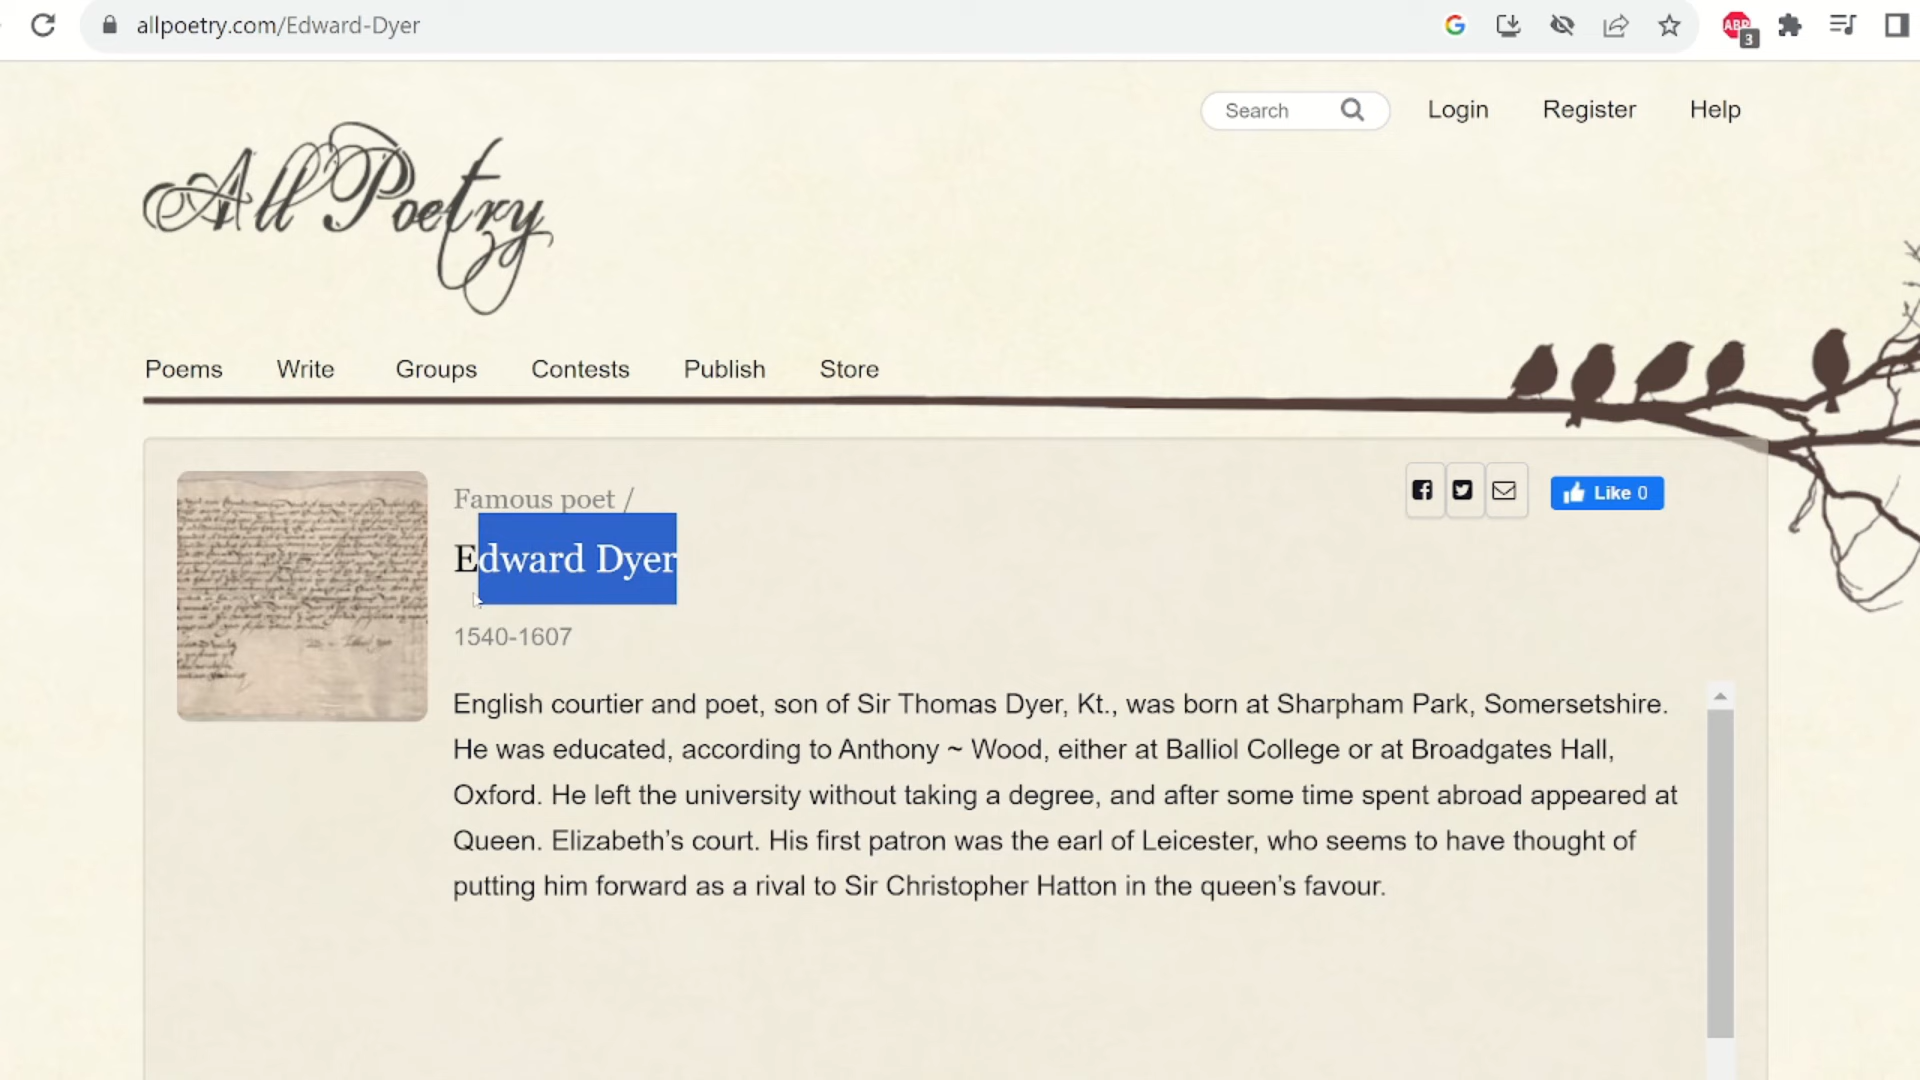 allpoetry.com/Edward-Dyer
ABP
3
Search
Login
Register
Help
All Poetry
Poems
Write
Groups
Contests
Publish
Store
Famous poet /
Edward Dyer
1540-1607
Like 0
English courtier and poet, son of Sir Thomas Dyer, Kt., was born at Sharpham Park, Somersetshire.
He was educated, according to Anthony ~ Wood, either at Balliol College or at Broadgates Hall,
Oxford. He left the university without taking a degree, and after some time spent abroad appeared at
Queen. Elizabeth’s court. His first patron was the earl of Leicester, who seems to have thought of
putting him forward as a rival to Sir Christopher Hatton in the queen’s favour.